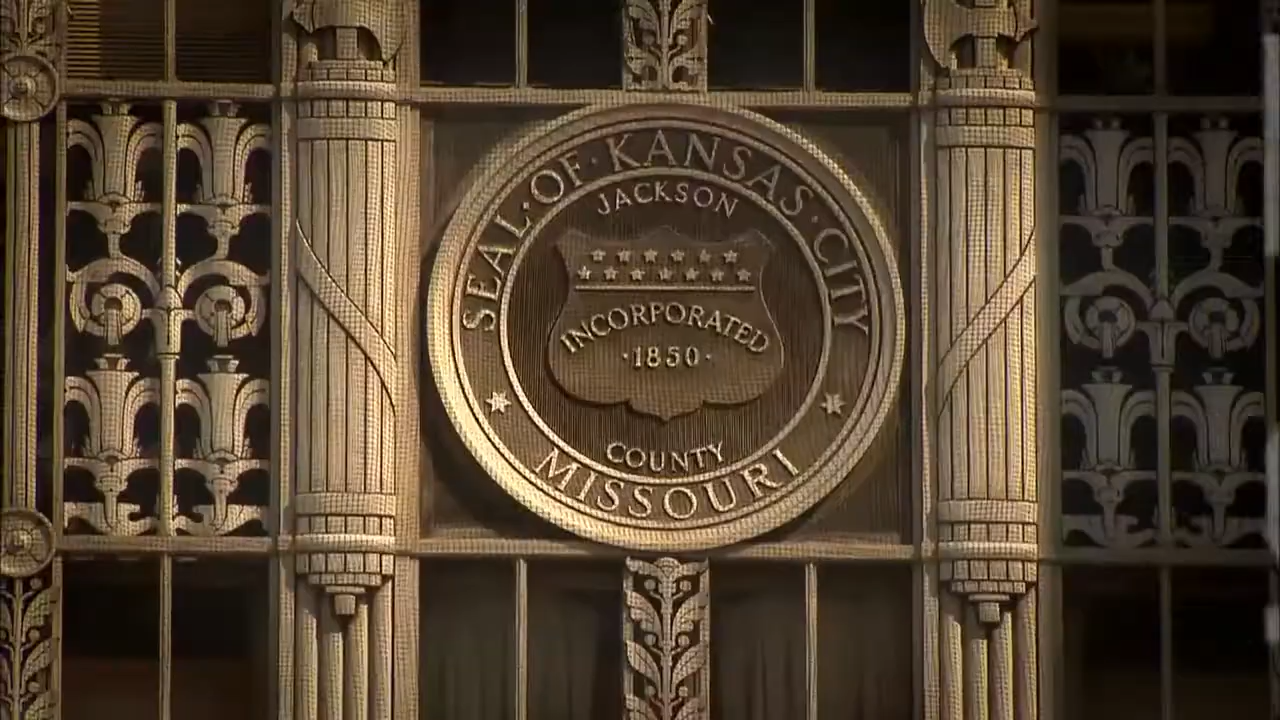 SEAL·OF·KANSAS·CITY
JACKSON
INCORPORATED
·1850·
COUNTY
MISSOURI